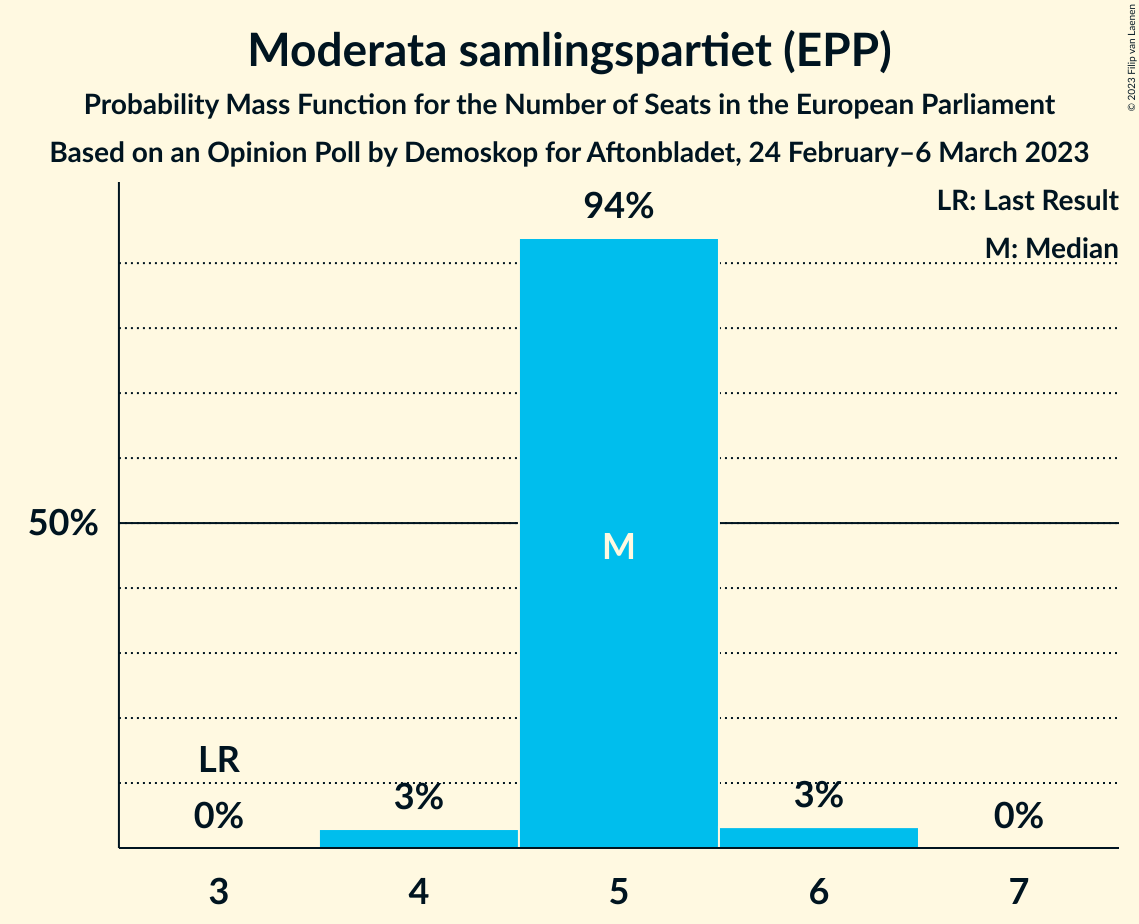 Moderata samlingspartiet (EPP)
Probability Mass Function for the Number of Seats in the European Parliament
Based on an Opinion Poll by Demoskop for Aftonbladet, 24 February–6 March 2023
© 2023 Filip van Laenen
LR: Last Result
M: Median
94%
50%
M
LR
0%
3%
3%
0%
3
4
5
6
7